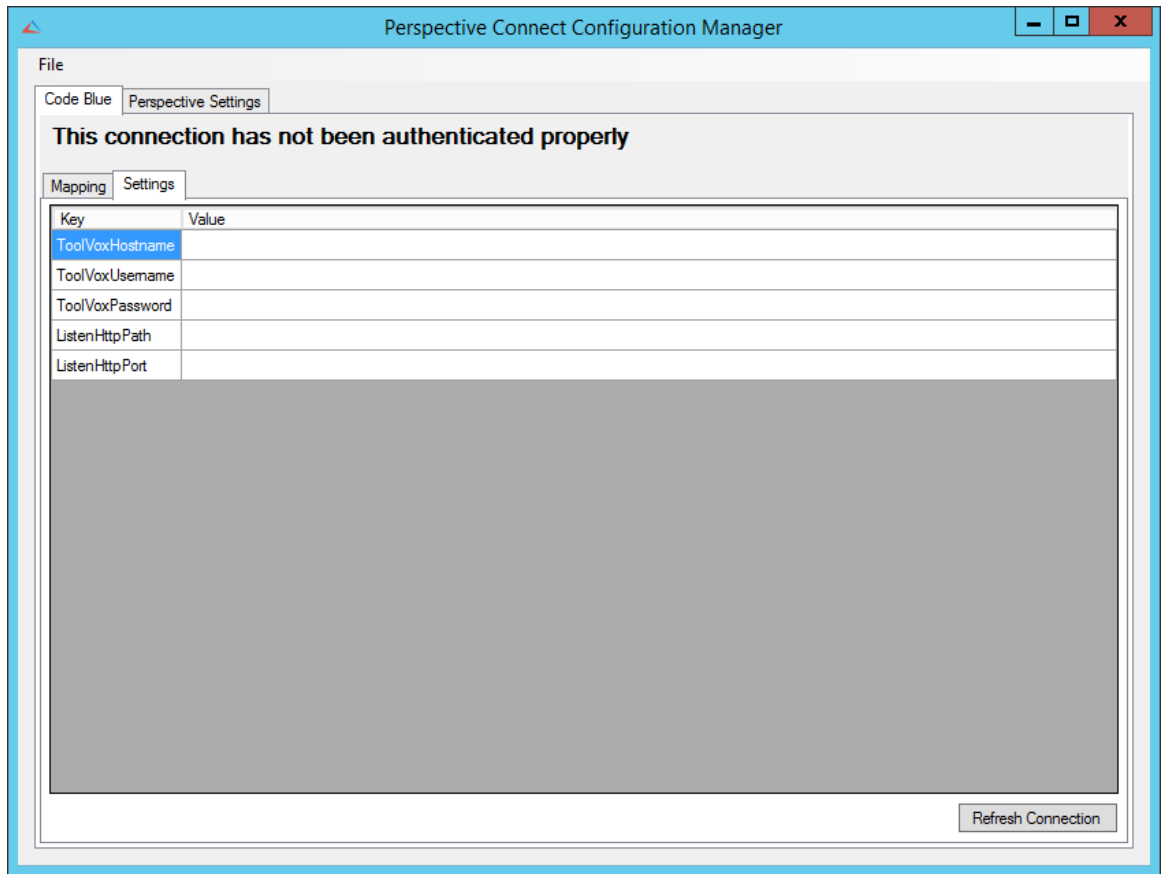 Perspective Connect Configuration Manager
File
Code Blue Perspective Settings
This connection has not been authenticated properly
Mapping Settings
Key Value
ToolVoxHostname
ToolVoxUsername
ToolVoxPassword
ListenHttpPath
ListenHttpPort
Refresh Connection